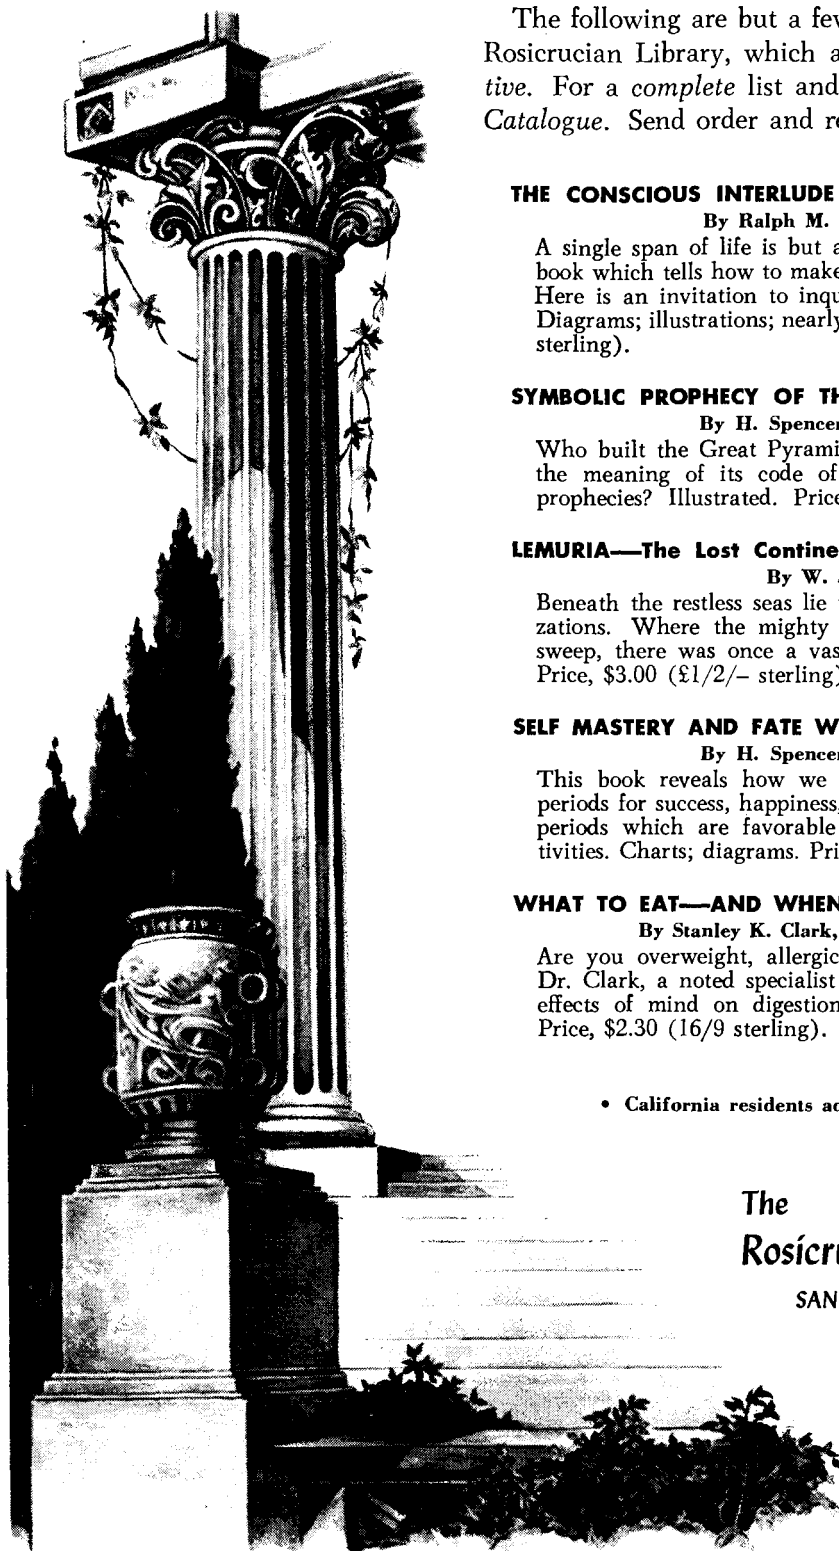 The following are but a few
Rosicrucian Library, which a
tive. For a complete list and
Catalogue. Send order and re
THE CONSCIOUS INTERLUDE
By Ralph M.
A single span of life is but a
book which tells how to make
Here is an invitation to inqu
Diagrams; illustrations; nearly
sterling).
SYMBOLIC PROPHECY OF TH
By H. Spencer
Who built the Great Pyrami
the meaning of its code of
prophecies? Illustrated. Price
LEMURIA—The Lost Contine
By W.
Beneath the restless seas lie
zations. Where the mighty
sweep, there was once a vas
Price, $3.00 (£1/2/– sterling)
SELF MASTERY AND FATE W
By H. Spencer
This book reveals how we
periods for success, happiness,
periods which are favorable
tivities. Charts; diagrams. Pri
WHAT TO EAT—AND WHEN
By Stanley K. Clark,
Are you overweight, allergic
Dr. Clark, a noted specialist
effects of mind on digestion
Price, $2.30 (16/9 sterling).
• California residents ad
The
Rosicru
SAN